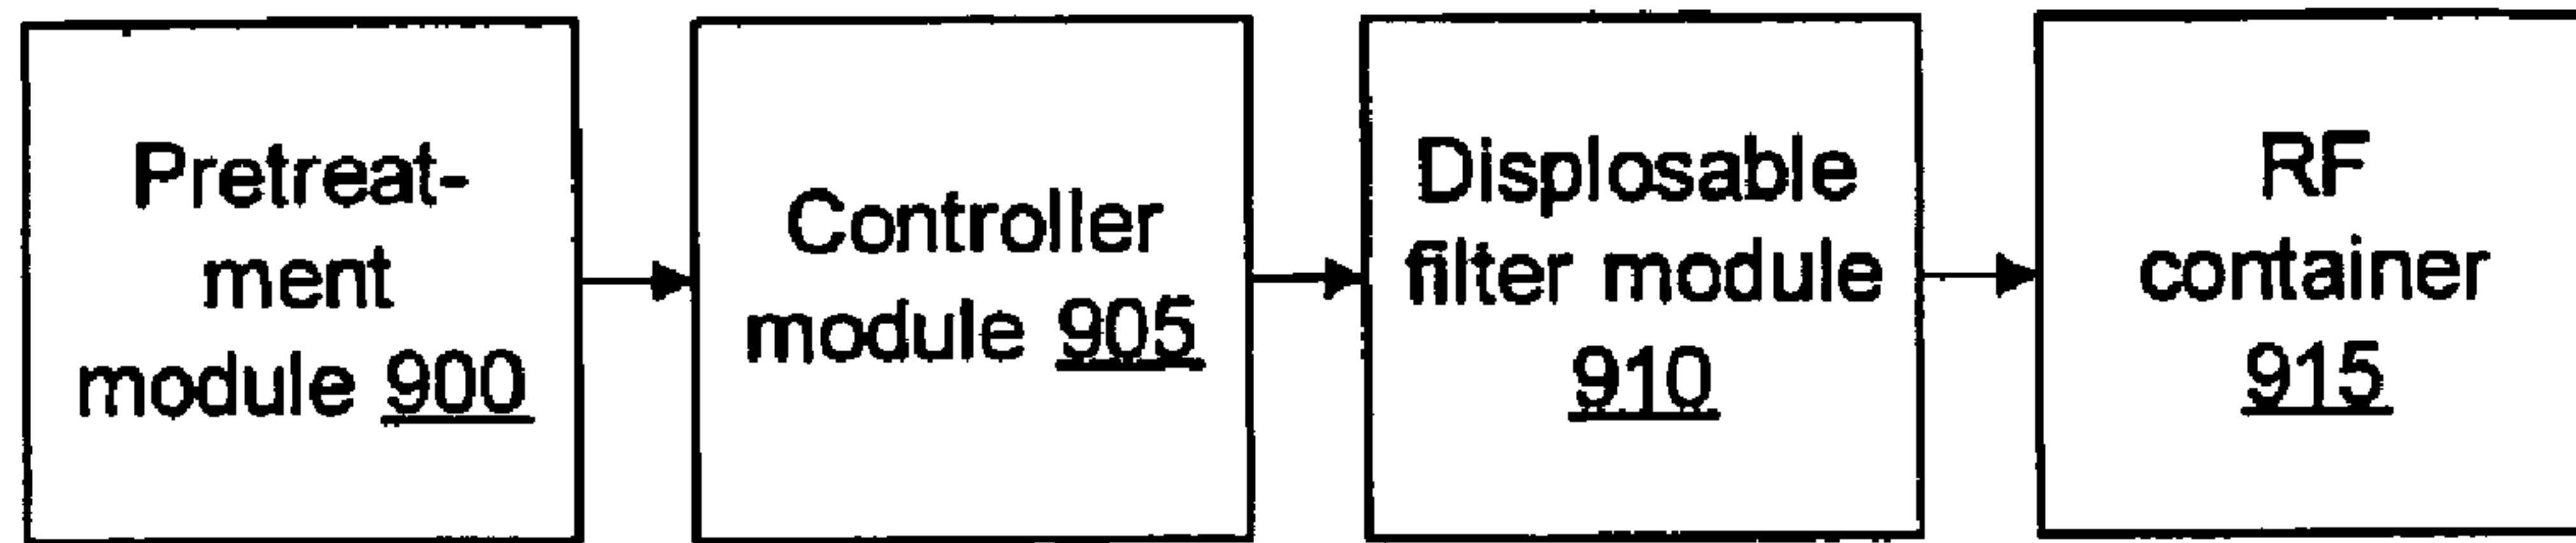 Pretreat-
ment
module 900
Controller
module 905
Displosable
filter module
910
RF
container
915